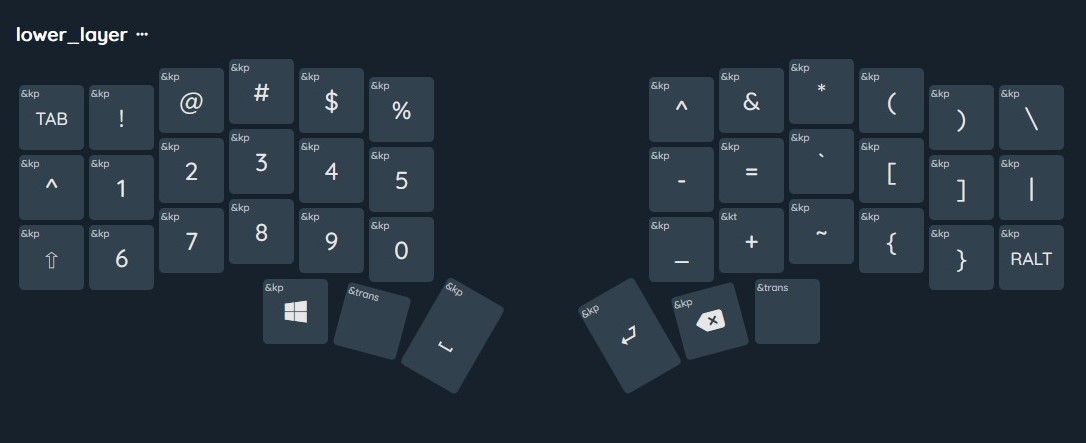 lower_layer ···
&kp TAB &kp ! &kp @ &kp # &kp $ &kp % &kp ^ &kp & &kp * &kp ( &kp ) &kp \
&kp ^ &kp 1 &kp 2 &kp 3 &kp 4 &kp 5 &kp - &kp = &kp ` &kp [ &kp ] &kp |
&kp ⇧ &kp 6 &kp 7 &kp 8 &kp 9 &kp 0 &kp _ &kt + &kp ~ &kp { &kp } &kp RALT
&kp &trans &kp &kp &kp &trans